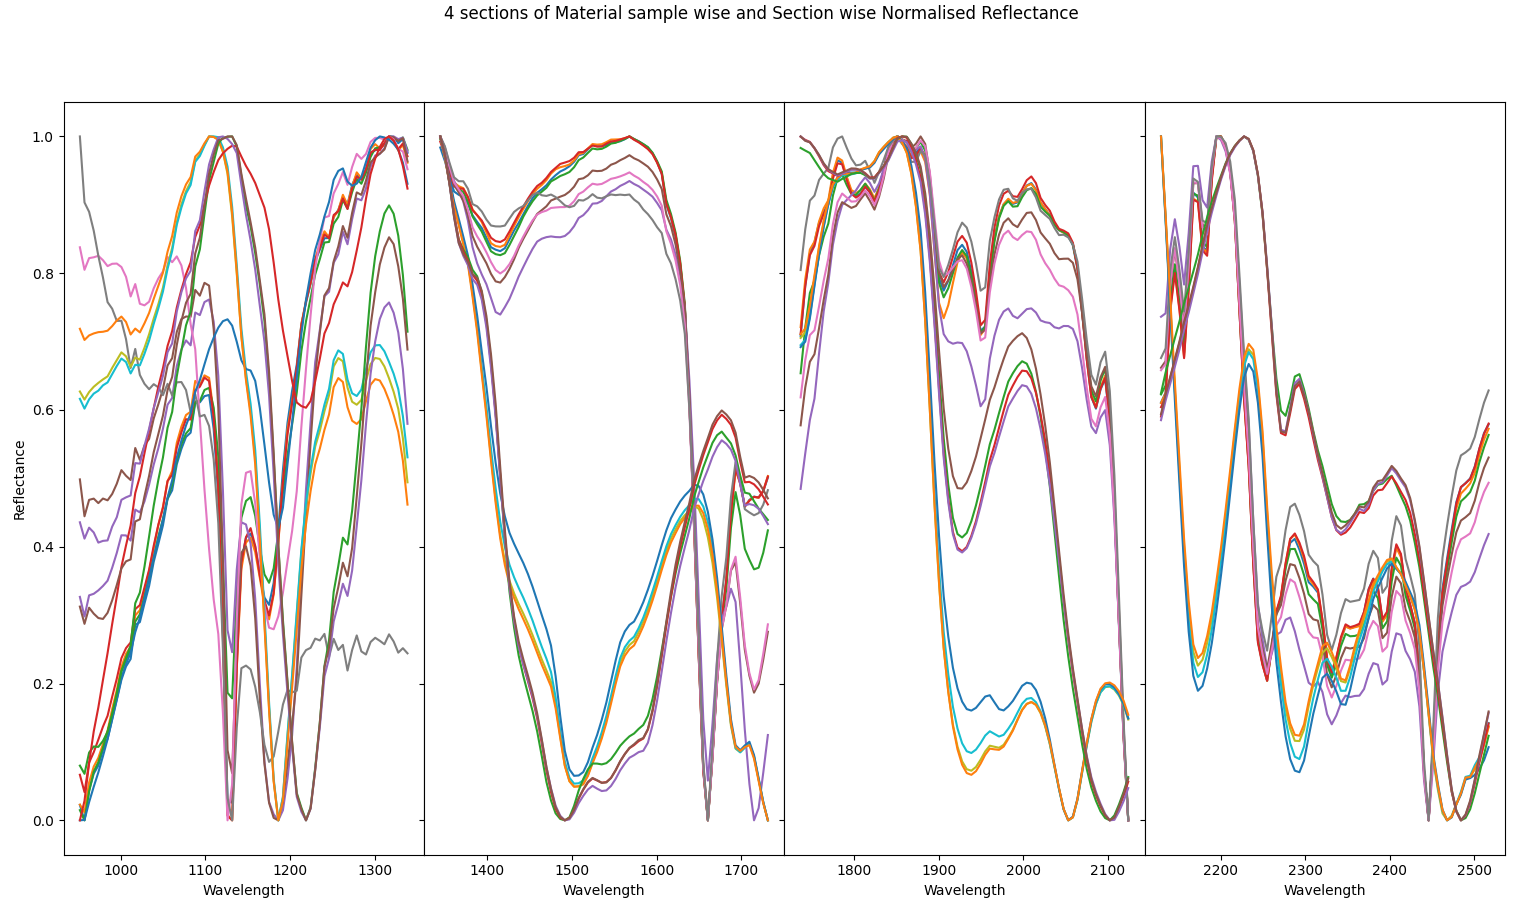 4 sections of Material sample wise and Section wise Normalised Reflectance
Reflectance
1.0
0.8
0.6
0.4
0.2
0.0
1000 1100 1200 1300
Wavelength
1400 1500 1600 1700
Wavelength
1800 1900 2000 2100
Wavelength
2200 2300 2400 2500
Wavelength